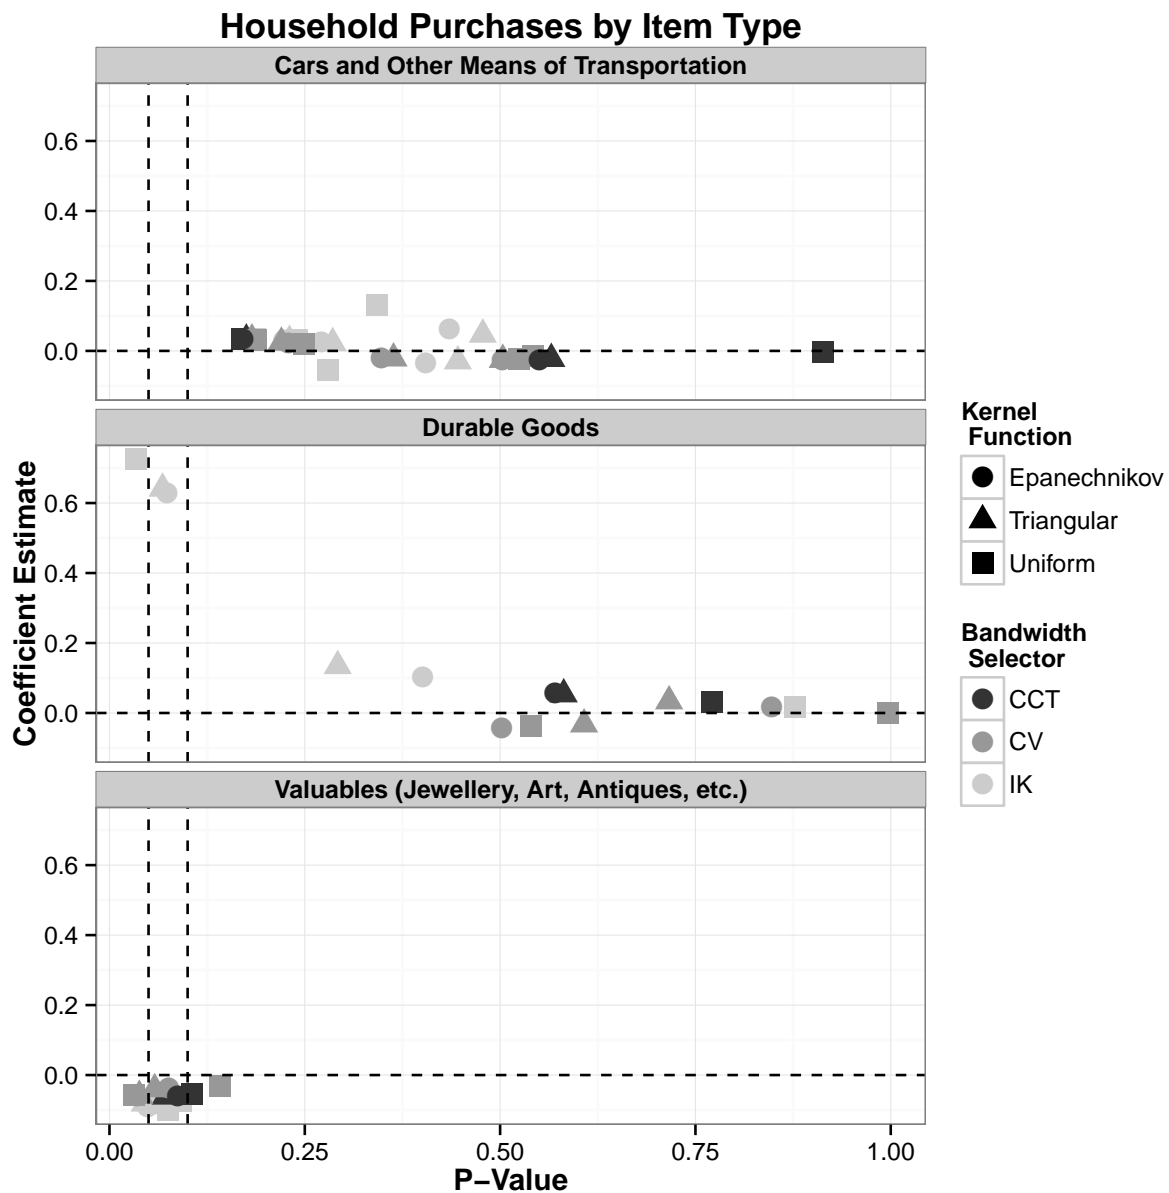 Household Purchases by Item Type
Cars and Other Means of Transportation
0.6
0.4
0.2
0.0
Durable Goods
0.6
0.4
0.2
0.0
Valuables (Jewellery, Art, Antiques, etc.)
0.6
0.4
0.2
0.0
0.00 0.25 0.50 0.75 1.00
P−Value
Coefficient Estimate
Kernel
Function
Epanechnikov
Triangular
Uniform
Bandwidth
Selector
CCT
CV
IK